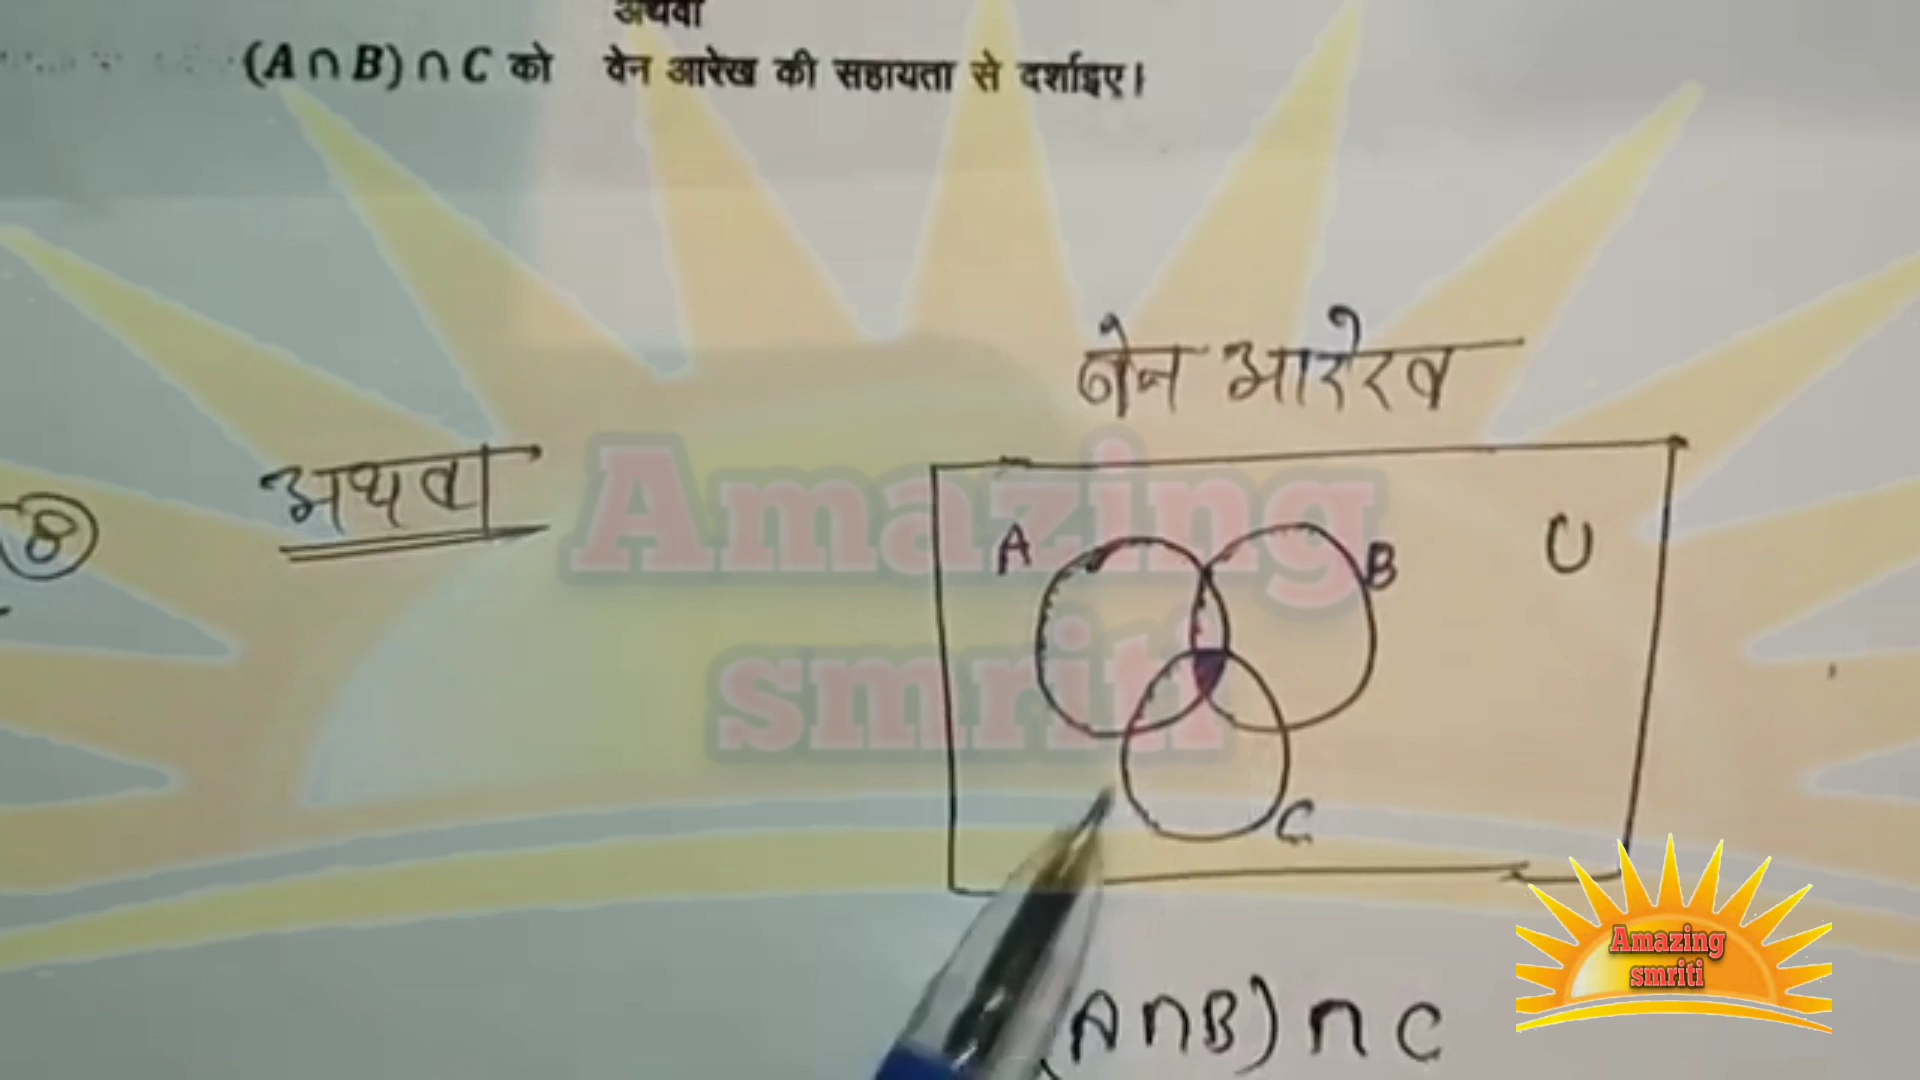 अथवा
(A ∩ B) ∩ C को वेन आरेख की सहायता से दर्शाइए।
वेन आरेख
अथवा
8
A
B
U
C
(A∩B) ∩ C
Amazing
smriti
Amazing
smriti